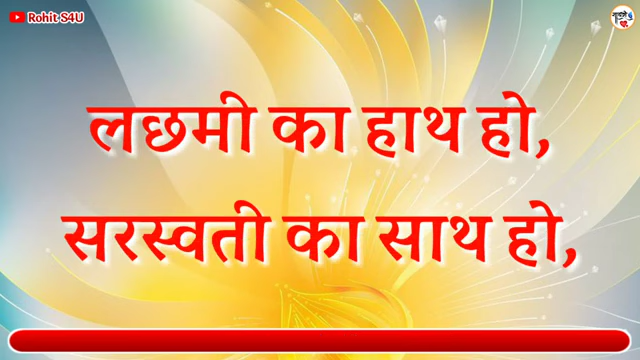 Rohit S4U
लछमी का हाथ हो,
सरस्वती का साथ हो,